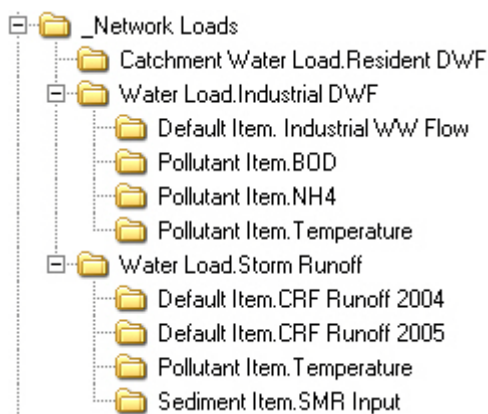 _Network Loads
Catchment Water Load.Resident DWF
Water Load.Industrial DWF
Default Item. Industrial WW Flow
Pollutant Item.BOD
Pollutant Item.NH4
Pollutant Item.Temperature
Water Load.Storm Runoff
Default Item.CRF Runoff 2004
Default Item.CRF Runoff 2005
Pollutant Item.Temperature
Sediment Item.SMR Input